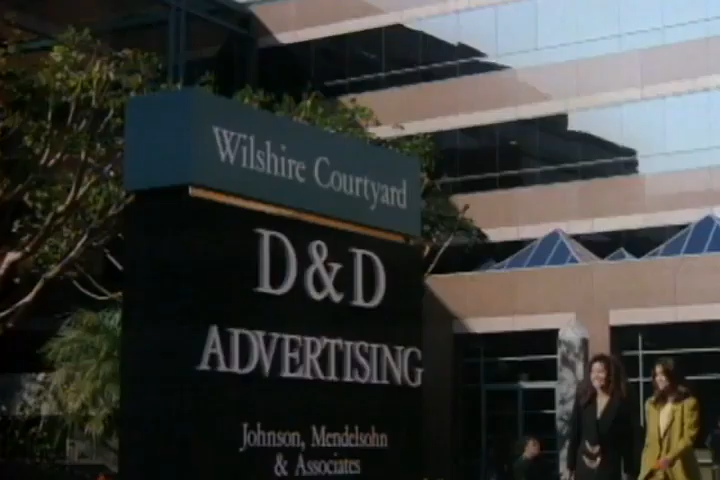 Wilshire Courtyard
D&D
ADVERTISING
Johnson, Mendelsohn
& Associates